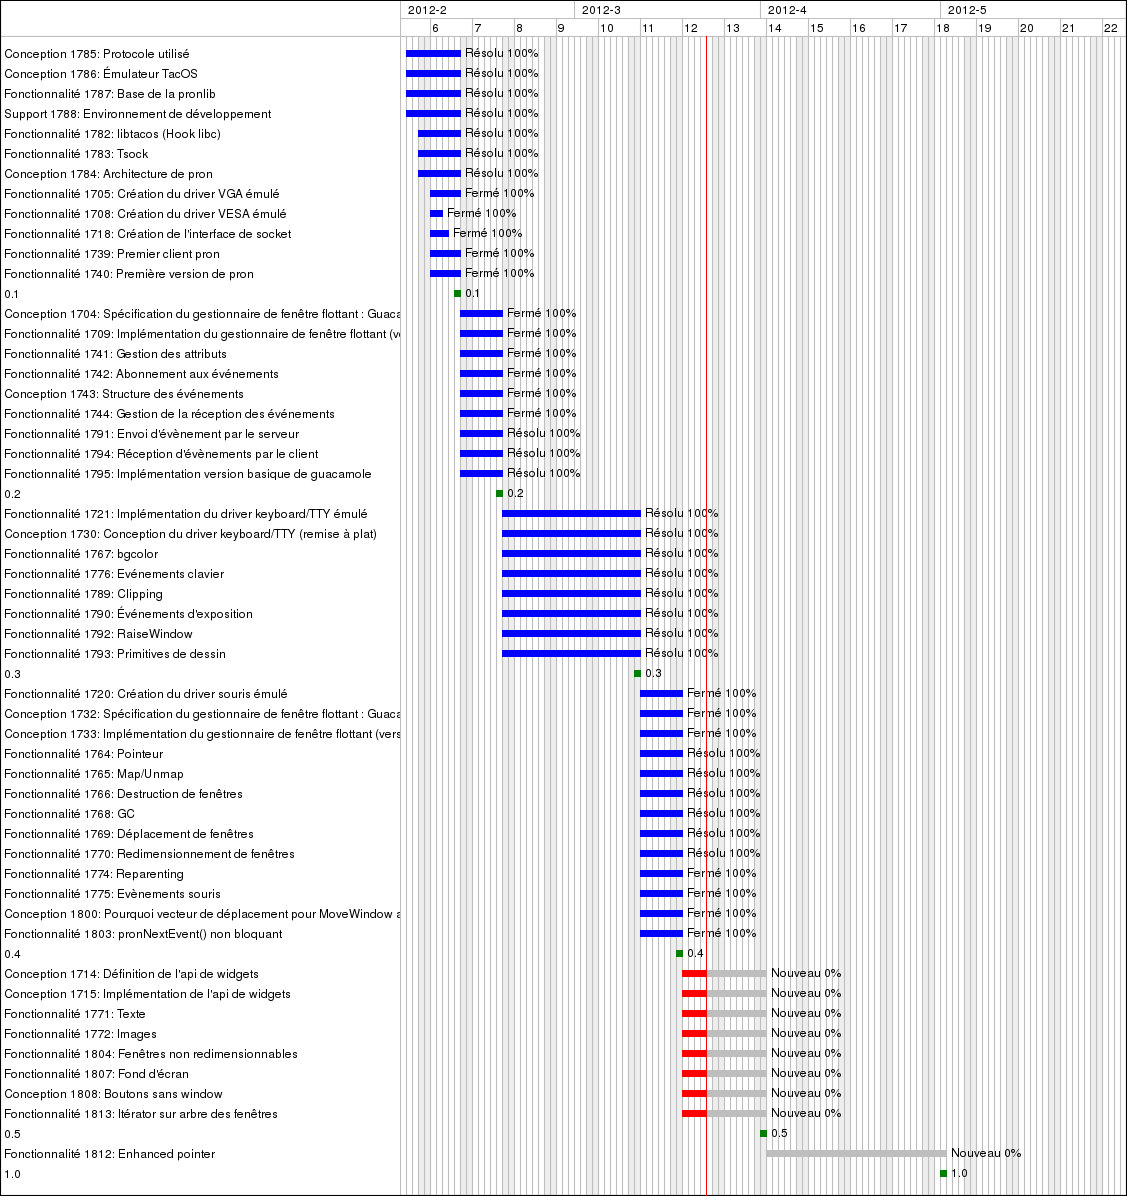 2012-2 2012-3 2012-4 2012-5
6 7 8 9 10 11 12 13 14 15 16 17 18 19 20 21 22
Conception 1785: Protocole utilisé Résolu 100%
Conception 1786: Émulateur TacOS Résolu 100%
Fonctionnalité 1787: Base de la pronlib Résolu 100%
Support 1788: Environnement de développement Résolu 100%
Fonctionnalité 1782: libtacos (Hook libc) Résolu 100%
Fonctionnalité 1783: Tsock Résolu 100%
Conception 1784: Architecture de pron Résolu 100%
Fonctionnalité 1705: Création du driver VGA émulé Fermé 100%
Fonctionnalité 1708: Création du driver VESA émulé Fermé 100%
Fonctionnalité 1718: Création de l'interface de socket Fermé 100%
Fonctionnalité 1739: Premier client pron Fermé 100%
Fonctionnalité 1740: Première version de pron Fermé 100%
0.1 0.1
Conception 1704: Spécification du gestionnaire de fenêtre flottant : Guaca Fermé 100%
Fonctionnalité 1709: Implémentation du gestionnaire de fenêtre flottant (ve Fermé 100%
Fonctionnalité 1741: Gestion des attributs Fermé 100%
Fonctionnalité 1742: Abonnement aux événements Fermé 100%
Conception 1743: Structure des événements Fermé 100%
Fonctionnalité 1744: Gestion de la réception des événements Fermé 100%
Fonctionnalité 1791: Envoi d'évènement par le serveur Résolu 100%
Fonctionnalité 1794: Réception d'évènements par le client Résolu 100%
Fonctionnalité 1795: Implémentation version basique de guacamole Résolu 100%
0.2 0.2
Fonctionnalité 1721: Implémentation du driver keyboard/TTY émulé Résolu 100%
Conception 1730: Conception du driver keyboard/TTY (remise à plat) Résolu 100%
Fonctionnalité 1767: bgcolor Résolu 100%
Fonctionnalité 1776: Evénements clavier Résolu 100%
Fonctionnalité 1789: Clipping Résolu 100%
Fonctionnalité 1790: Événements d'exposition Résolu 100%
Fonctionnalité 1792: RaiseWindow Résolu 100%
Fonctionnalité 1793: Primitives de dessin Résolu 100%
0.3 0.3
Fonctionnalité 1720: Création du driver souris émulé Fermé 100%
Conception 1732: Spécification du gestionnaire de fenêtre flottant : Guaca Fermé 100%
Conception 1733: Implémentation du gestionnaire de fenêtre flottant (vers Fermé 100%
Fonctionnalité 1764: Pointeur Résolu 100%
Fonctionnalité 1765: Map/Unmap Résolu 100%
Fonctionnalité 1766: Destruction de fenêtres Résolu 100%
Fonctionnalité 1768: GC Résolu 100%
Fonctionnalité 1769: Déplacement de fenêtres Résolu 100%
Fonctionnalité 1770: Redimensionnement de fenêtres Résolu 100%
Fonctionnalité 1774: Reparenting Fermé 100%
Fonctionnalité 1775: Evènements souris Fermé 100%
Conception 1800: Pourquoi vecteur de déplacement pour MoveWindow a Fermé 100%
Fonctionnalité 1803: pronNextEvent() non bloquant Fermé 100%
0.4 0.4
Conception 1714: Définition de l'api de widgets Nouveau 0%
Conception 1715: Implémentation de l'api de widgets Nouveau 0%
Fonctionnalité 1771: Texte Nouveau 0%
Fonctionnalité 1772: Images Nouveau 0%
Fonctionnalité 1804: Fenêtres non redimensionnables Nouveau 0%
Fonctionnalité 1807: Fond d'écran Nouveau 0%
Conception 1808: Boutons sans window Nouveau 0%
Fonctionnalité 1813: Itérator sur arbre des fenêtres Nouveau 0%
0.5 0.5
Fonctionnalité 1812: Enhanced pointer Nouveau 0%
1.0 1.0